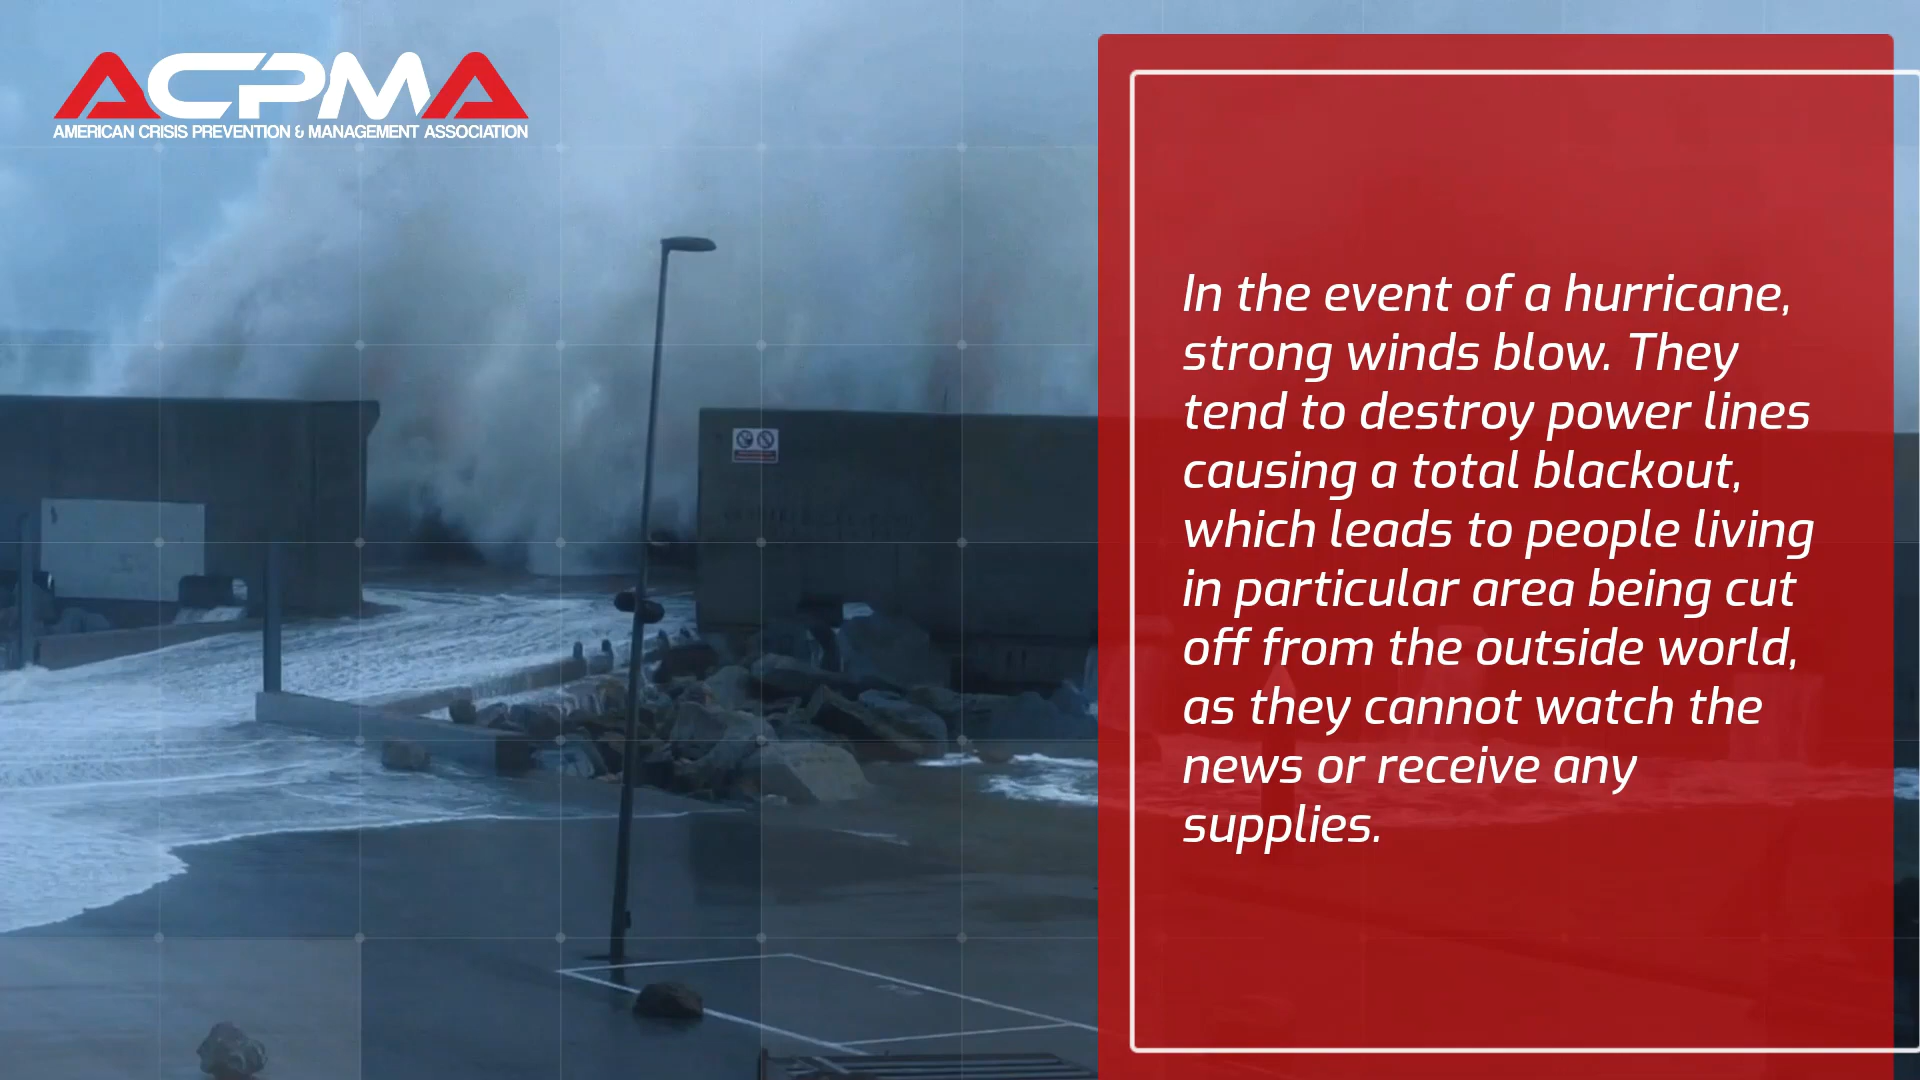 ACPMA
AMERICAN CRISIS PREVENTION & MANAGEMENT ASSOCIATION
In the event of a hurricane,
strong winds blow. They
tend to destroy power lines
causing a total blackout,
which leads to people living
in particular area being cut
off from the outside world,
as they cannot watch the
news or receive any
supplies.